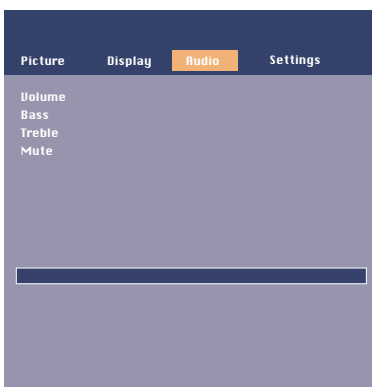 Picture Display Audio Settings
Volume
Bass
Treble
Mute